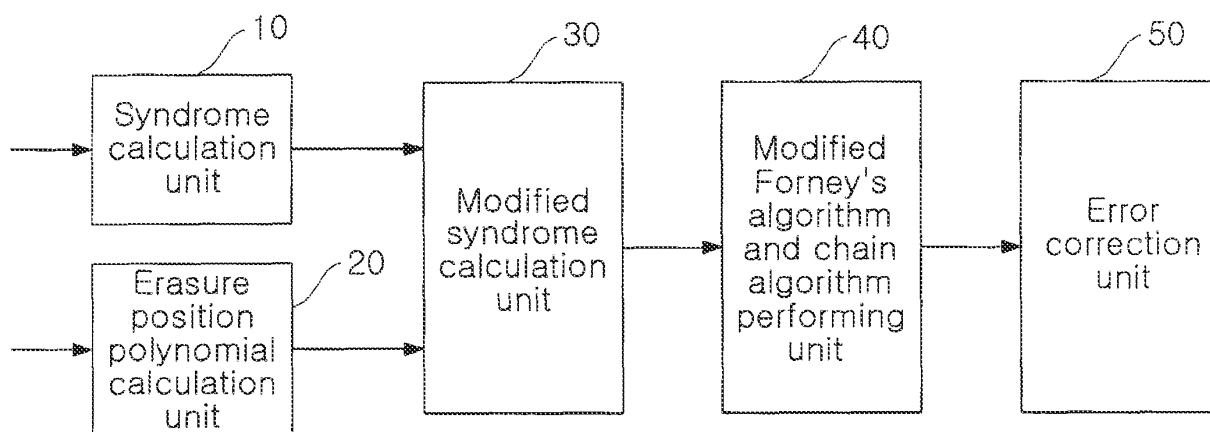 10
Syndrome
calculation
unit
20
Erasure
position
polynomial
calculation
unit
30
Modified
syndrome
calculation
unit
40
Modified
Forney's
algorithm
and chain
algorithm
performing
unit
50
Error
correction
unit